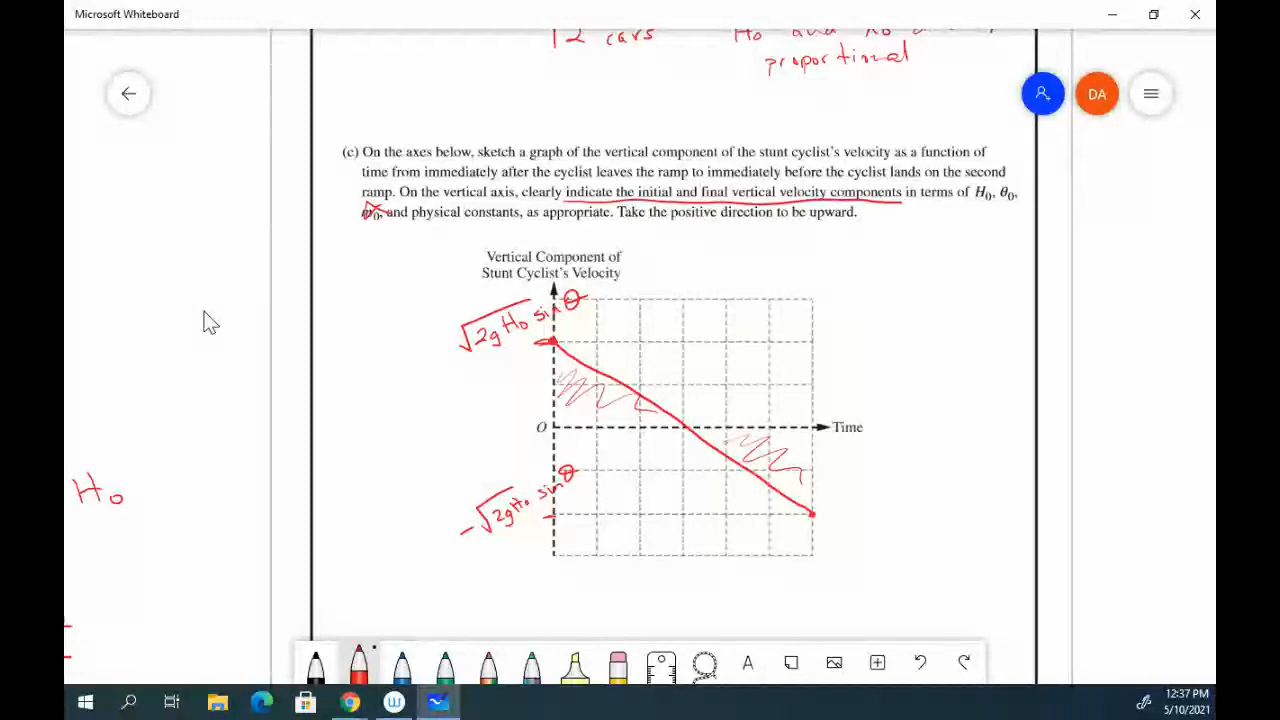 Microsoft Whiteboard
12 cars
proportional
DA
(c) On the axes below, sketch a graph of the vertical component of the stunt cyclist's velocity as a function of
time from immediately after the cyclist leaves the ramp to immediately before the cyclist lands on the second
ramp. On the vertical axis, clearly indicate the initial and final vertical velocity components in terms of H₀, θ₀,
m₀, and physical constants, as appropriate. Take the positive direction to be upward.
Vertical Component of
Stunt Cyclist's Velocity
√2gH₀ sinθ
O
Time
-√2gH₀ sinθ
H₀
A
12:37 PM
5/10/2021